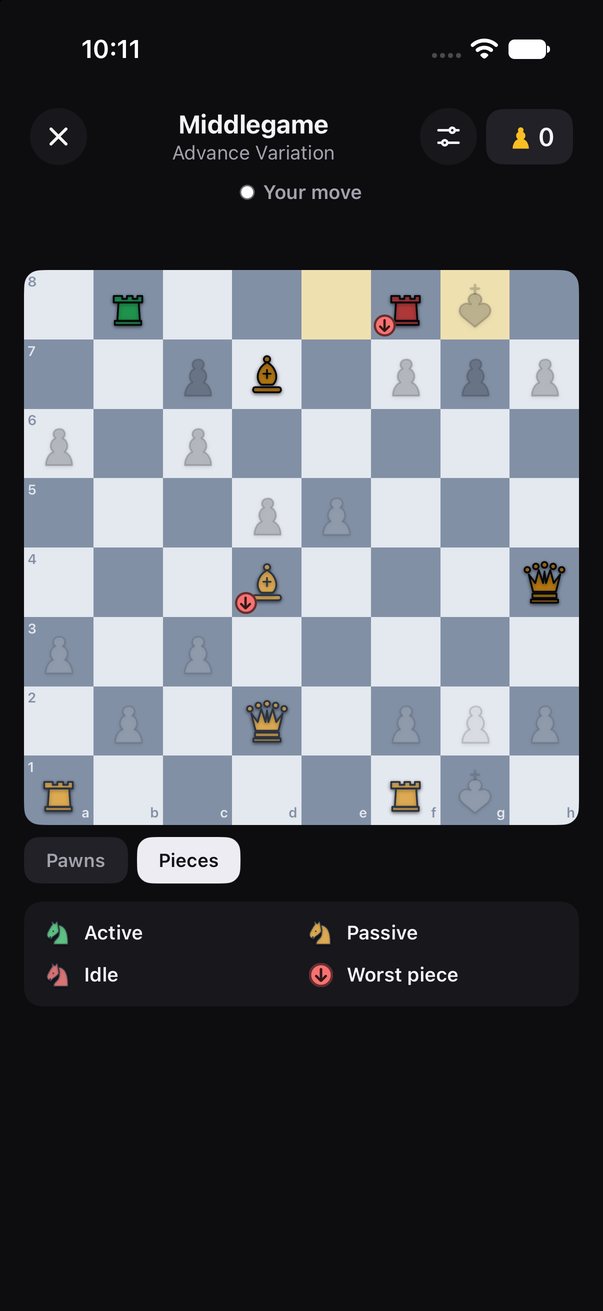 10:11
Middlegame
Advance Variation
0
Your move
8
7
6
5
4
3
2
1
a b c d e f g h
Pawns Pieces
Active Passive
Idle Worst piece